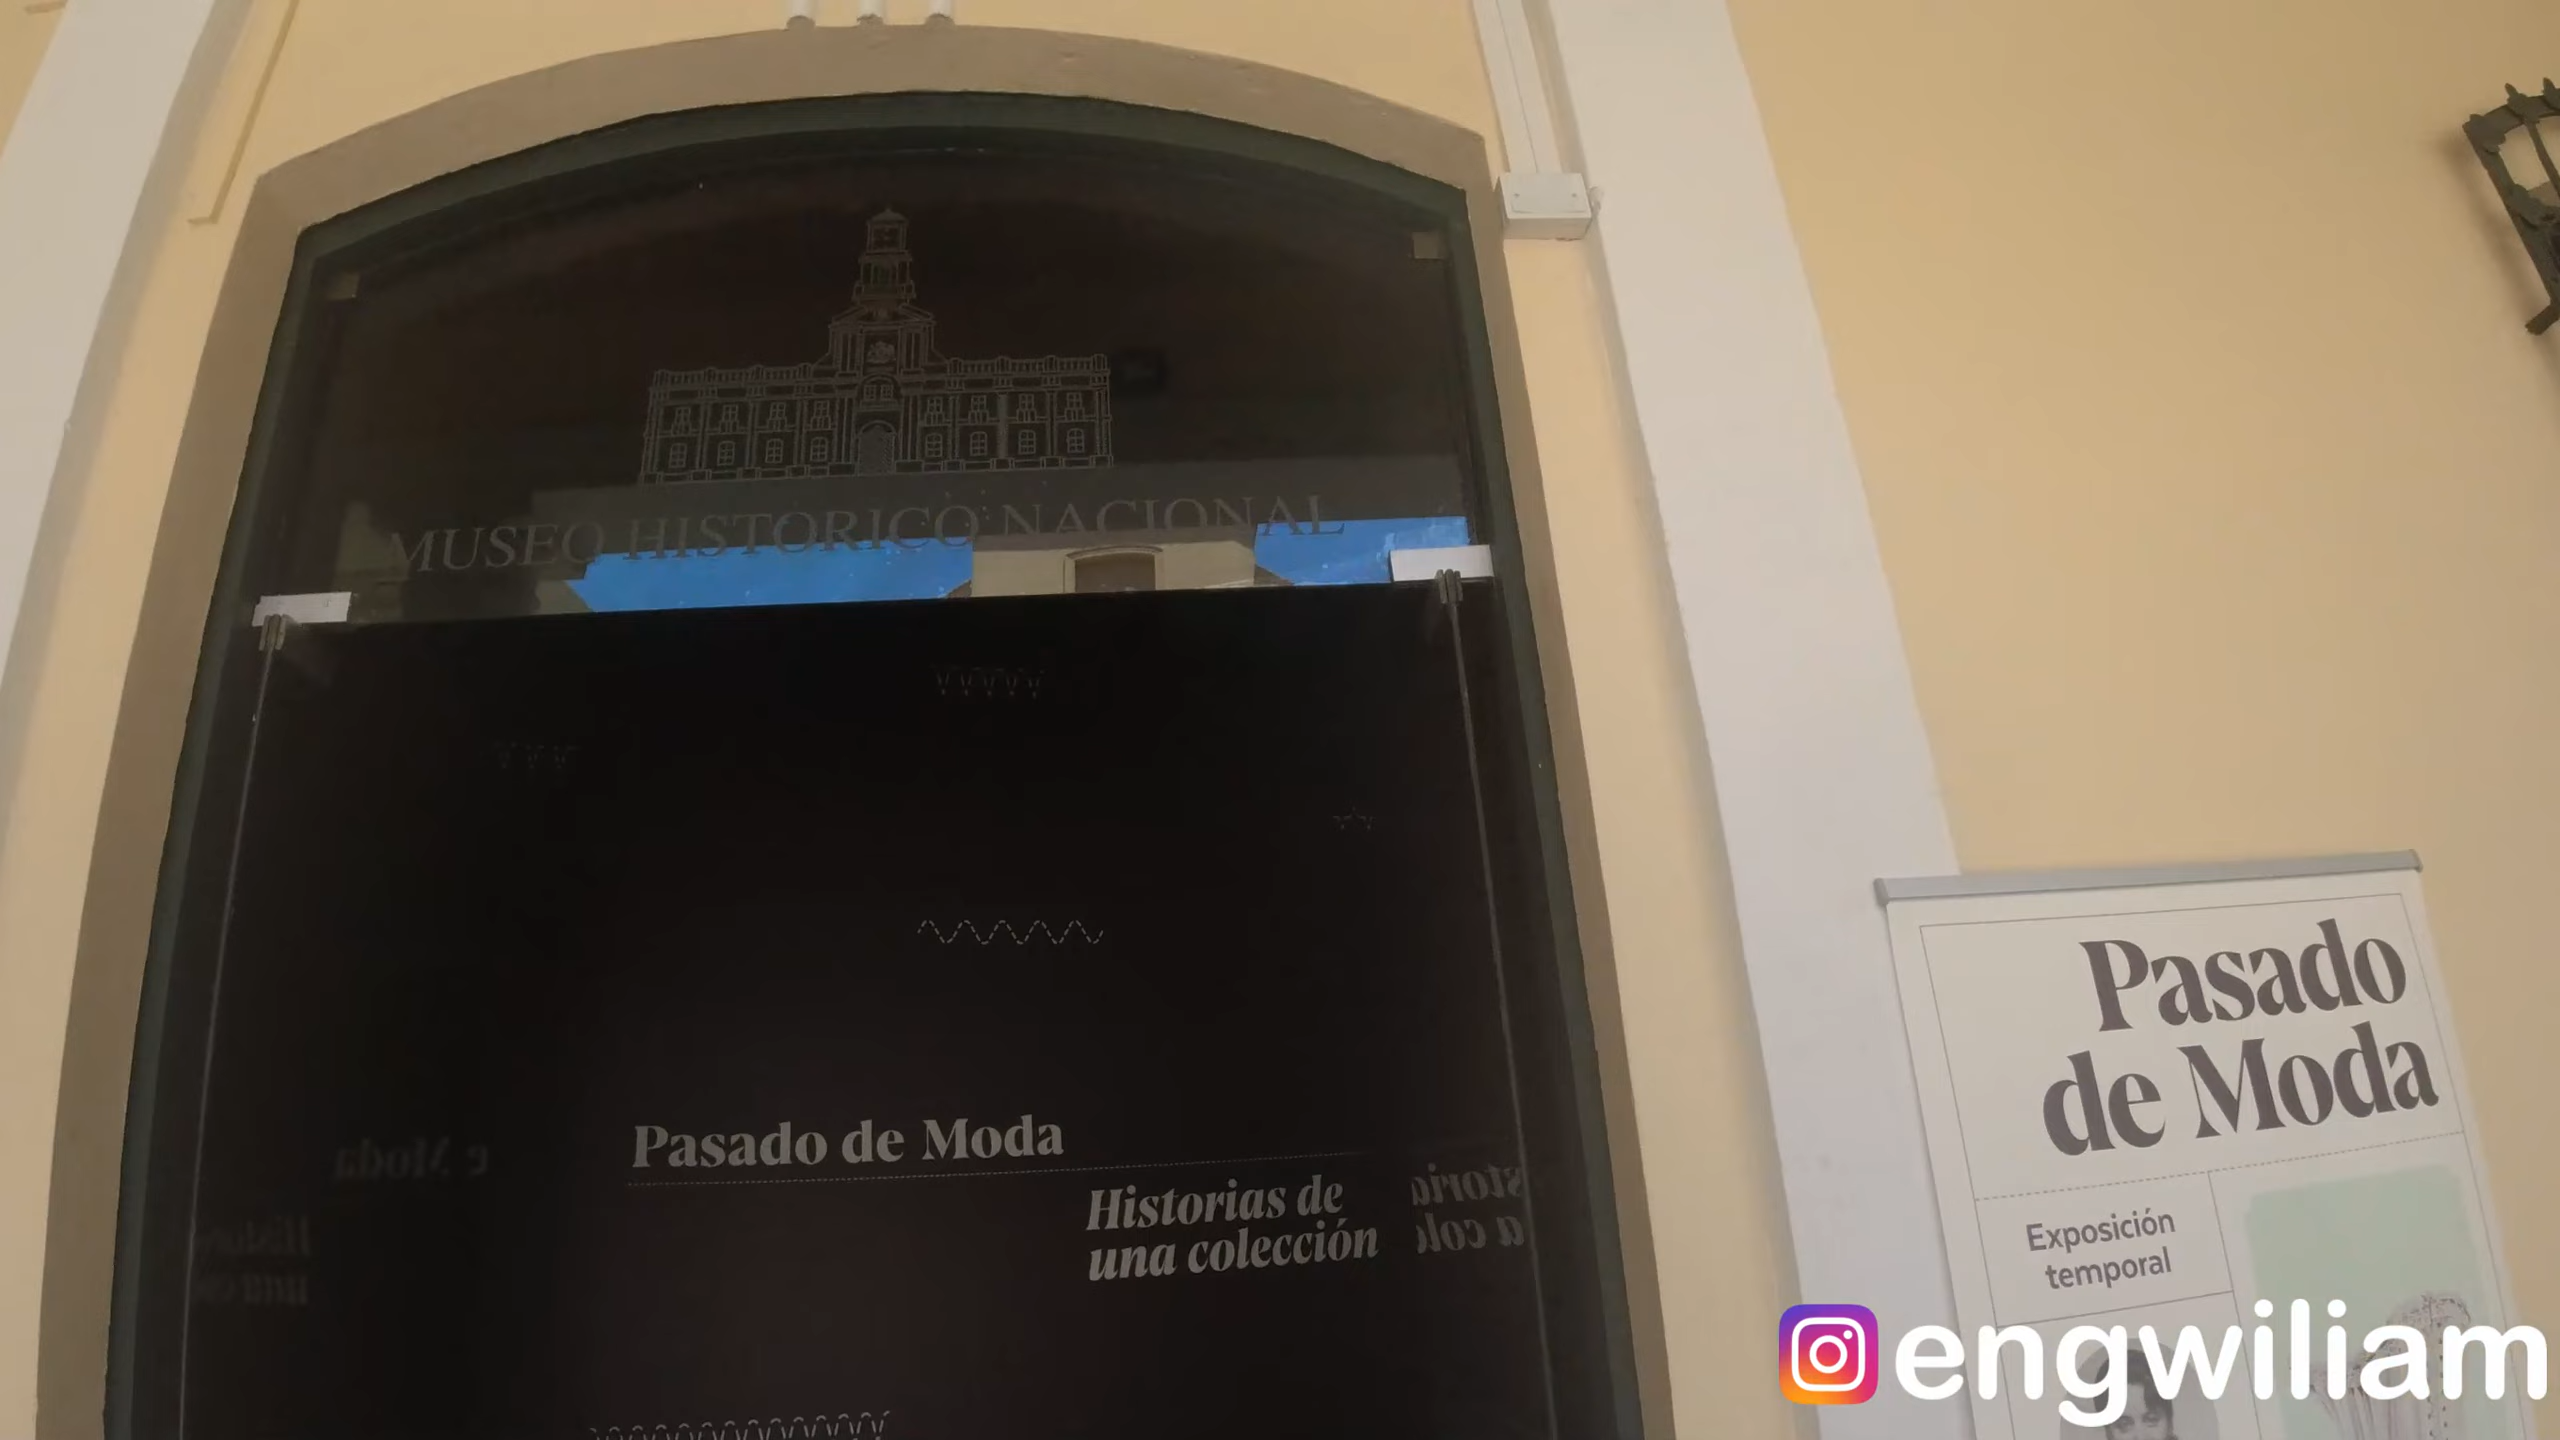 MUSEO HISTORICO NACIONAL
Pasado de Moda
Historias de
una colección
Pasado
de Moda
Exposición
temporal
@engwiliam